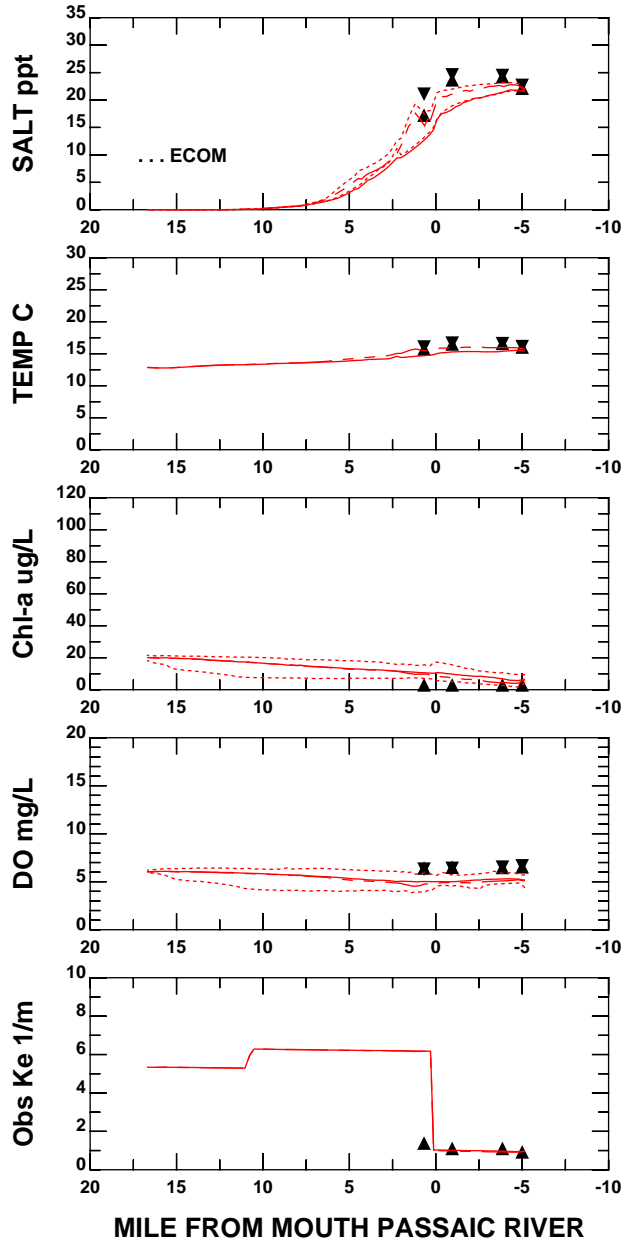 SALT ppt
35
30
25
20
15
10
5
0
. . . ECOM
20 15 10 5 0 -5 -10
TEMP C
30
25
20
15
10
5
0
20 15 10 5 0 -5 -10
Chl-a ug/L
120
100
80
60
40
20
0
20 15 10 5 0 -5 -10
DO mg/L
20
15
10
5
0
20 15 10 5 0 -5 -10
Obs Ke 1/m
10
8
6
4
2
0
20 15 10 5 0 -5 -10
MILE FROM MOUTH PASSAIC RIVER